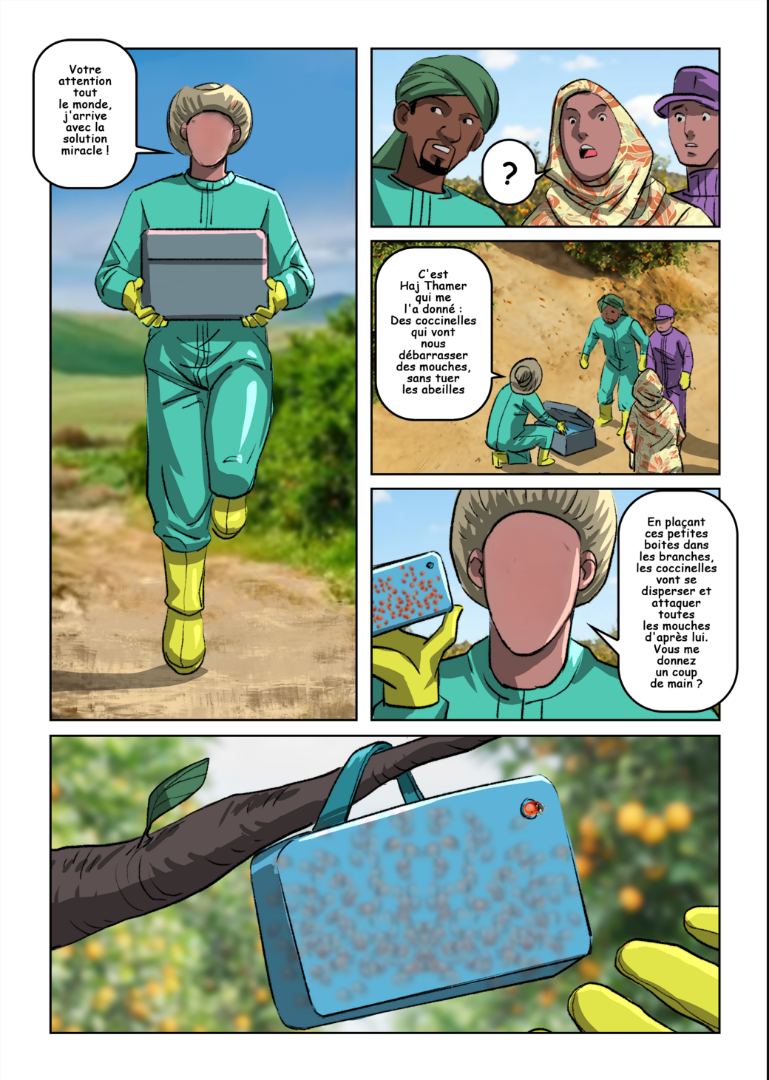 Votre
attention
tout
le monde,
j'arrive
avec la
solution
miracle !
?
C'est
Haj Thamer
qui me
l'a donné :
Des coccinelles
qui vont
nous
débarrasser
des mouches,
sans tuer
les abeilles
En plaçant
ces petites
boites dans
les branches,
les coccinelles
vont se
disperser et
attaquer
toutes
les mouches
d'après lui.
Vous me
donnez
un coup
de main ?